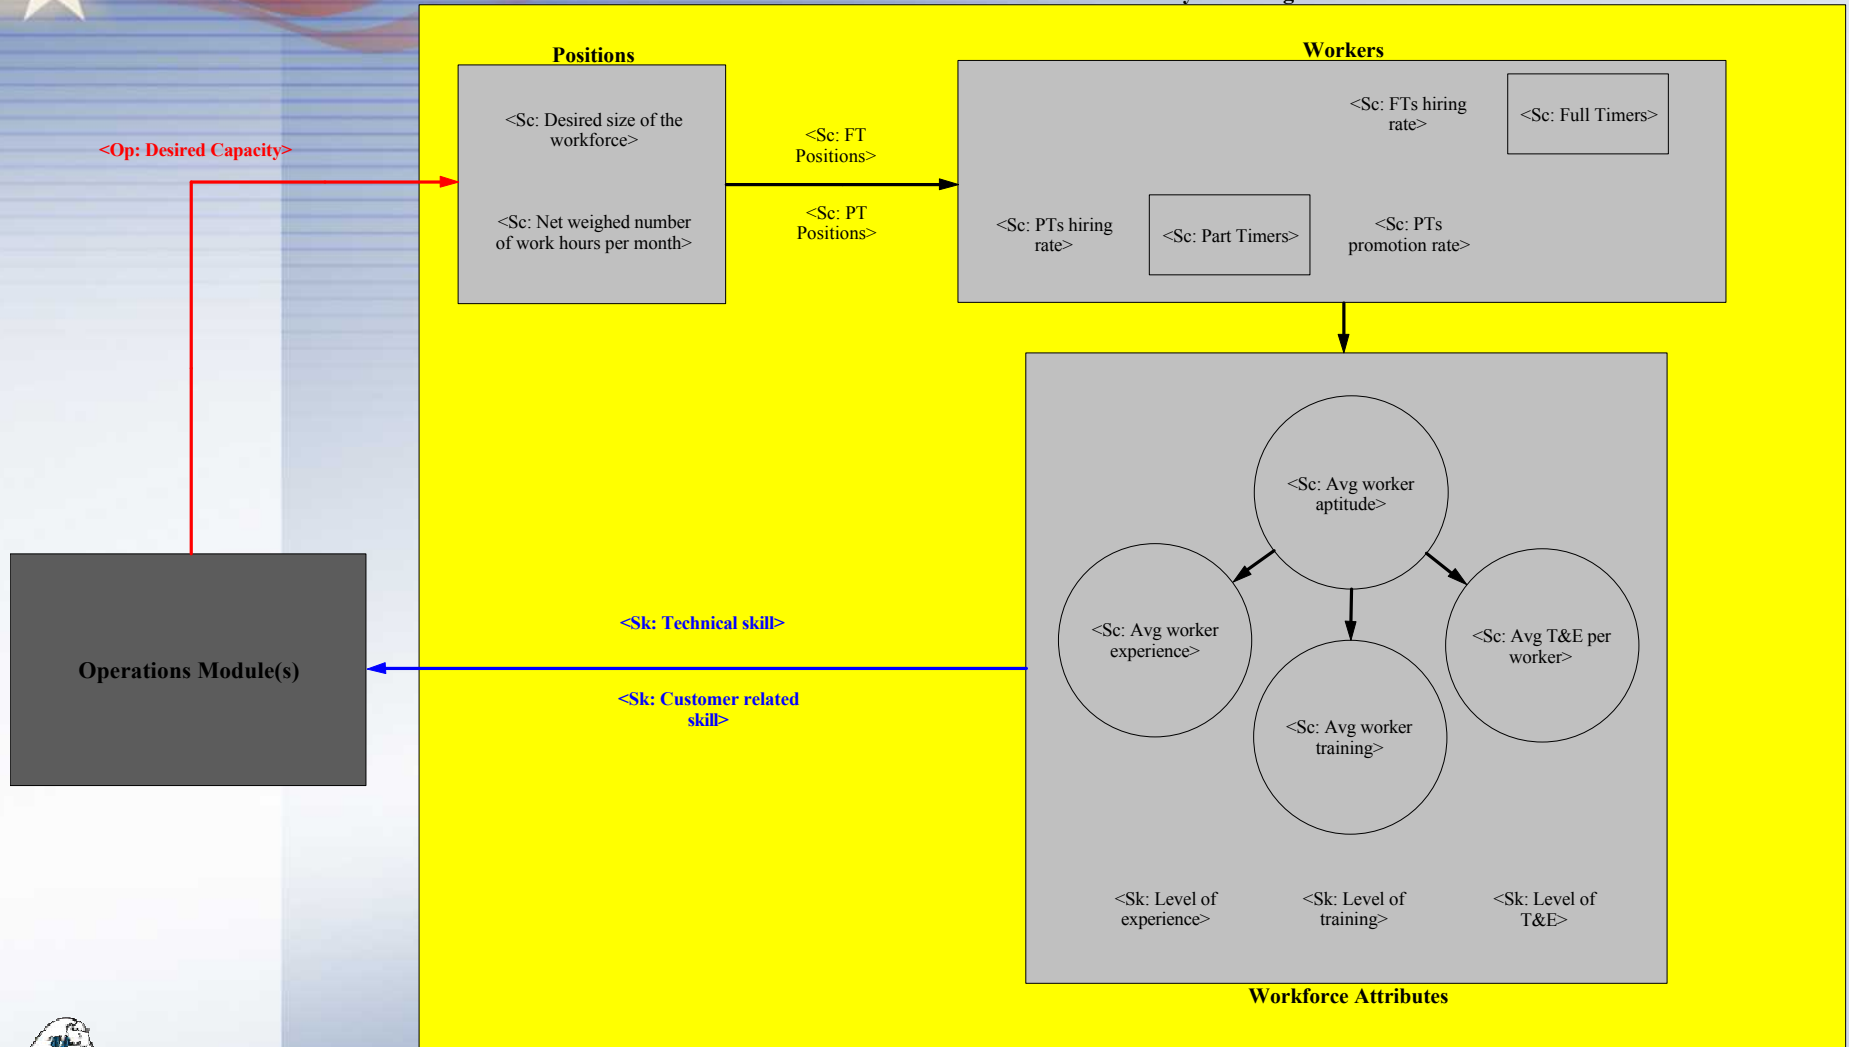 Positions
Workers
<Sc: Desired size of the
workforce>
<Sc: Net weighed number
of work hours per month>
<Op: Desired Capacity>
<Sc: FT
Positions>
<Sc: PT
Positions>
<Sc: FTs hiring
rate>
<Sc: Full Timers>
<Sc: PTs hiring
rate>
<Sc: Part Timers>
<Sc: PTs
promotion rate>
<Sc: Avg worker
aptitude>
<Sc: Avg worker
experience>
<Sc: Avg T&E per
worker>
<Sc: Avg worker
training>
<Sk: Technical skill>
<Sk: Customer related
skill>
Operations Module(s)
<Sk: Level of
experience>
<Sk: Level of
training>
<Sk: Level of
T&E>
Workforce Attributes